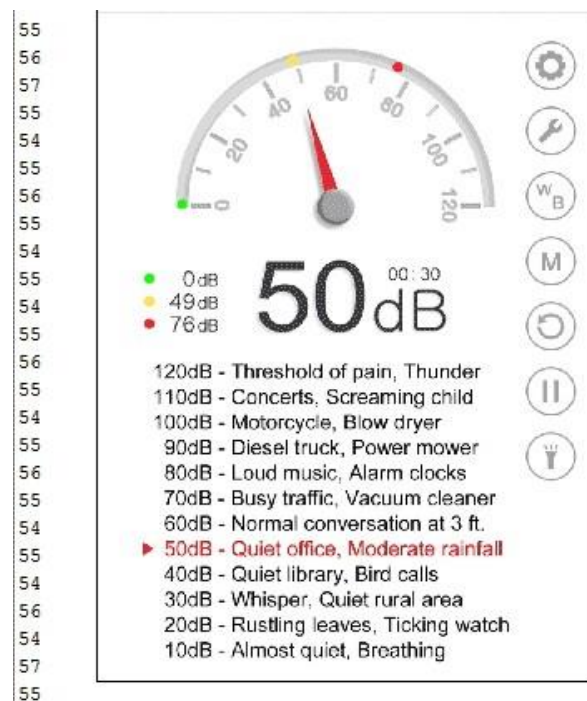 55
56
57
55
54
55
56
55
54
55
54
55
56
55
54
55
56
55
54
55
54
56
54
57
55
0
20
40
60
80
100
120
0dB
49dB
76dB
50dB
00:30
W
B
M
120dB - Threshold of pain, Thunder
110dB - Concerts, Screaming child
100dB - Motorcycle, Blow dryer
90dB - Diesel truck, Power mower
80dB - Loud music, Alarm clocks
70dB - Busy traffic, Vacuum cleaner
60dB - Normal conversation at 3 ft.
50dB - Quiet office, Moderate rainfall
40dB - Quiet library, Bird calls
30dB - Whisper, Quiet rural area
20dB - Rustling leaves, Ticking watch
10dB - Almost quiet, Breathing